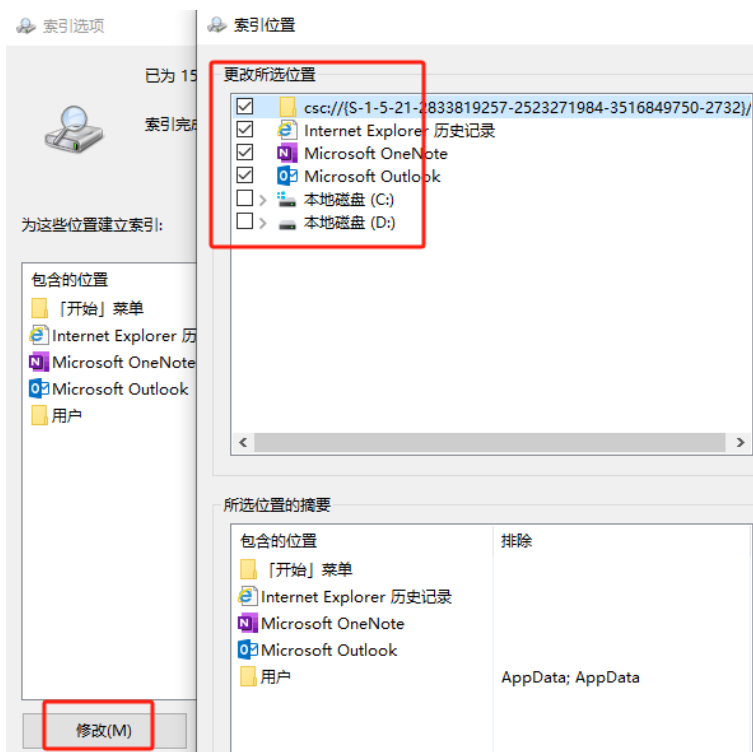 索引选项
已为 15
索引完成
为这些位置建立索引:
包含的位置
「开始」菜单
Internet Explorer 历
Microsoft OneNote
Microsoft Outlook
用户
修改(M)
索引位置
更改所选位置
csc://{S-1-5-21-2833819257-2523271984-3516849750-2732}/
Internet Explorer 历史记录
Microsoft OneNote
Microsoft Outlook
本地磁盘 (C:)
本地磁盘 (D:)
所选位置的摘要
包含的位置 排除
「开始」菜单
Internet Explorer 历史记录
Microsoft OneNote
Microsoft Outlook
用户 AppData; AppData